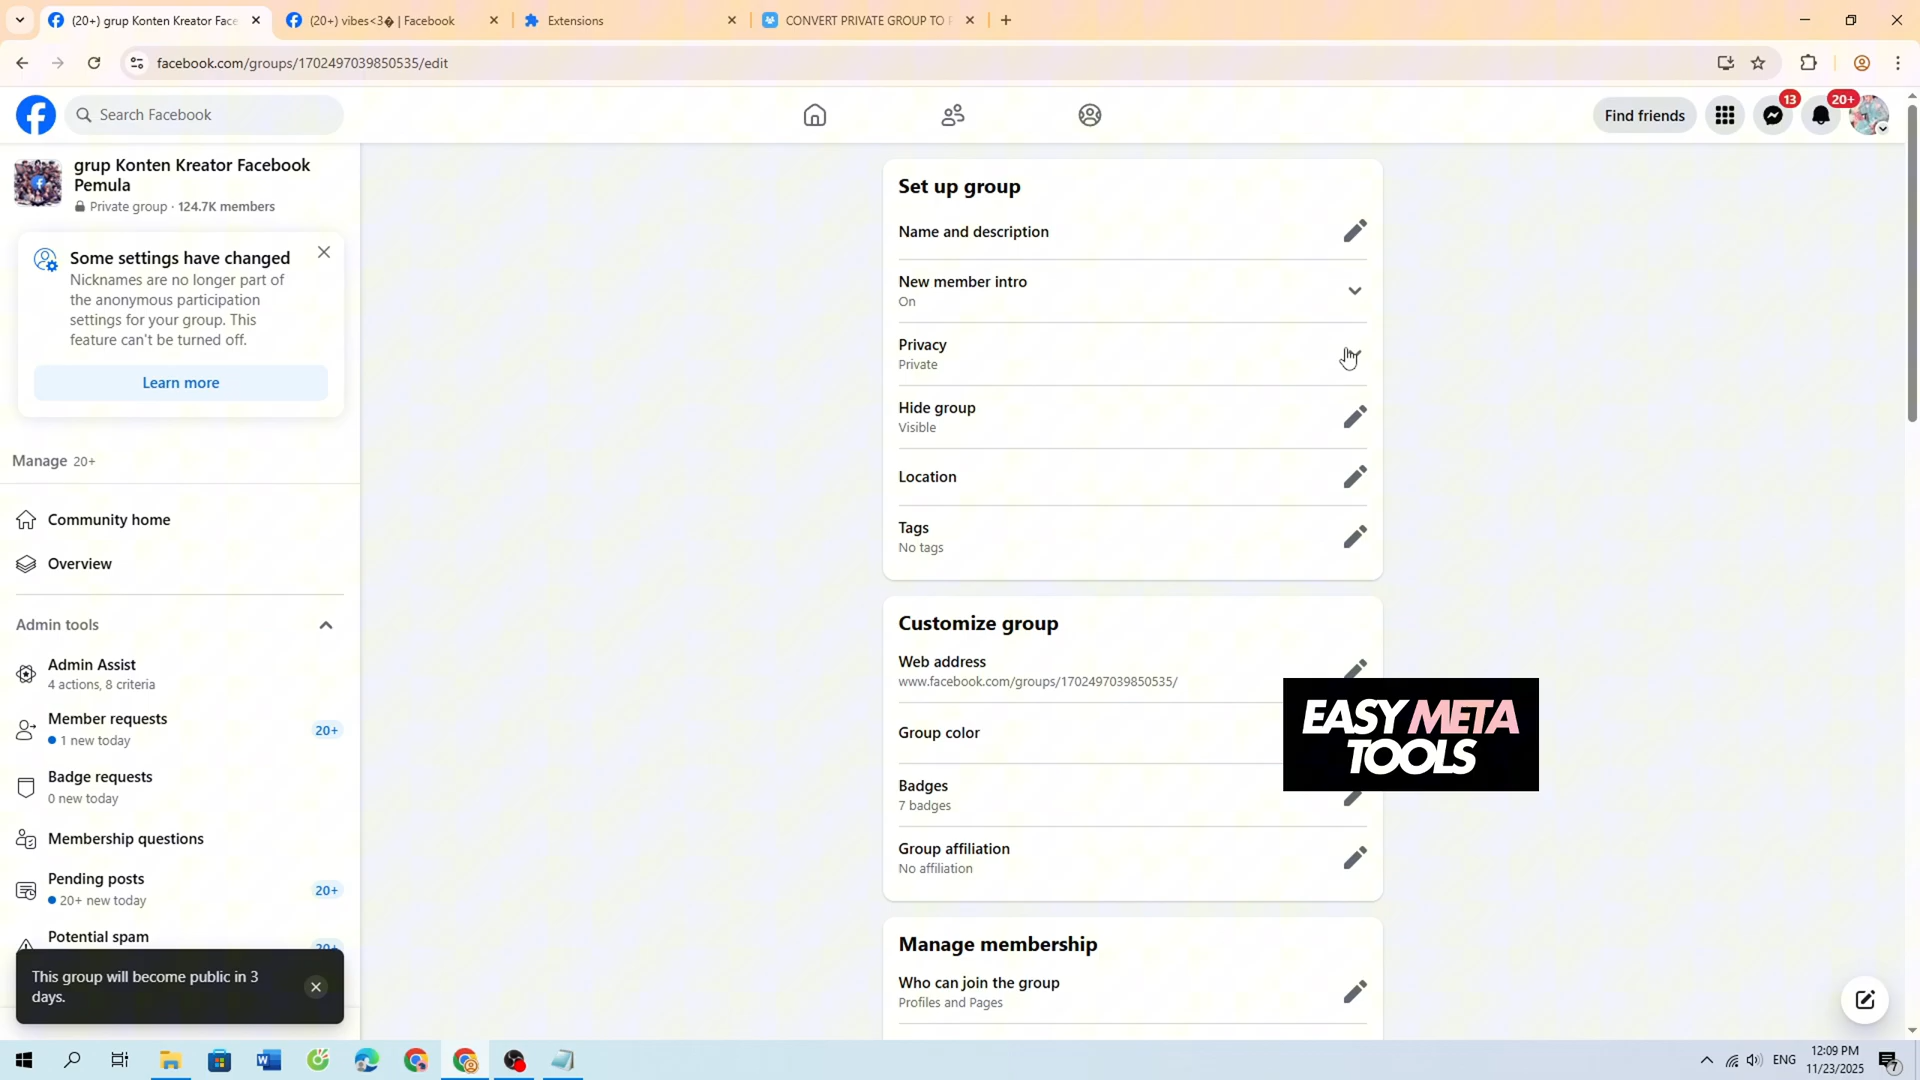 (20+) grup Konten Kreator Face
(20+) vibes<3� | Facebook
Extensions
CONVERT PRIVATE GROUP TO P
facebook.com/groups/1702497039850535/edit
Search Facebook
Find friends
13
20+
grup Konten Kreator Facebook
Pemula
Private group · 124.7K members
Some settings have changed
Nicknames are no longer part of
the anonymous participation
settings for your group. This
feature can't be turned off.
Learn more
Manage 20+
Community home
Overview
Admin tools
Admin Assist
4 actions, 8 criteria
Member requests
1 new today
20+
Badge requests
0 new today
Membership questions
Pending posts
20+ new today
20+
Potential spam
20+
This group will become public in 3
days.
Set up group
Name and description
New member intro
On
Privacy
Private
Hide group
Visible
Location
Tags
No tags
Customize group
Web address
www.facebook.com/groups/1702497039850535/
Group color
Badges
7 badges
Group affiliation
No affiliation
Manage membership
Who can join the group
Profiles and Pages
EASY META
TOOLS
ENG
12:09 PM
11/23/2025
7